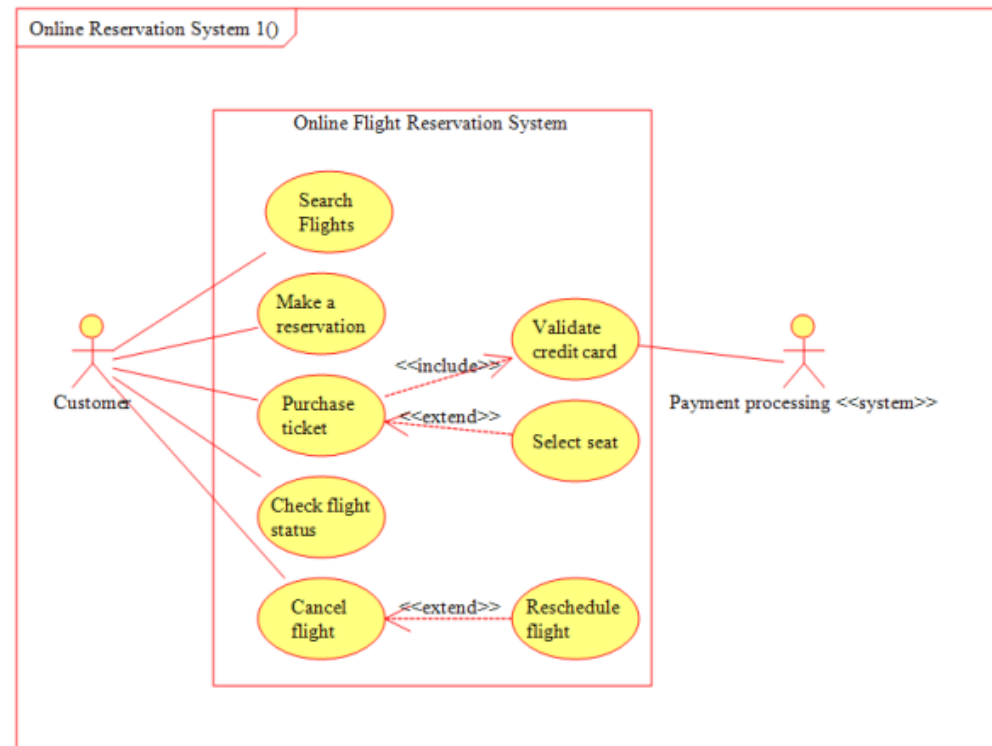 Online Reservation System 1()
Online Flight Reservation System
Search
Flights
Make a
reservation
Validate
credit card
<<include>>
Customer
Payment processing <<system>>
Purchase
ticket
<<extend>>
Select seat
Check flight
status
Cancel
flight
<<extend>>
Reschedule
flight